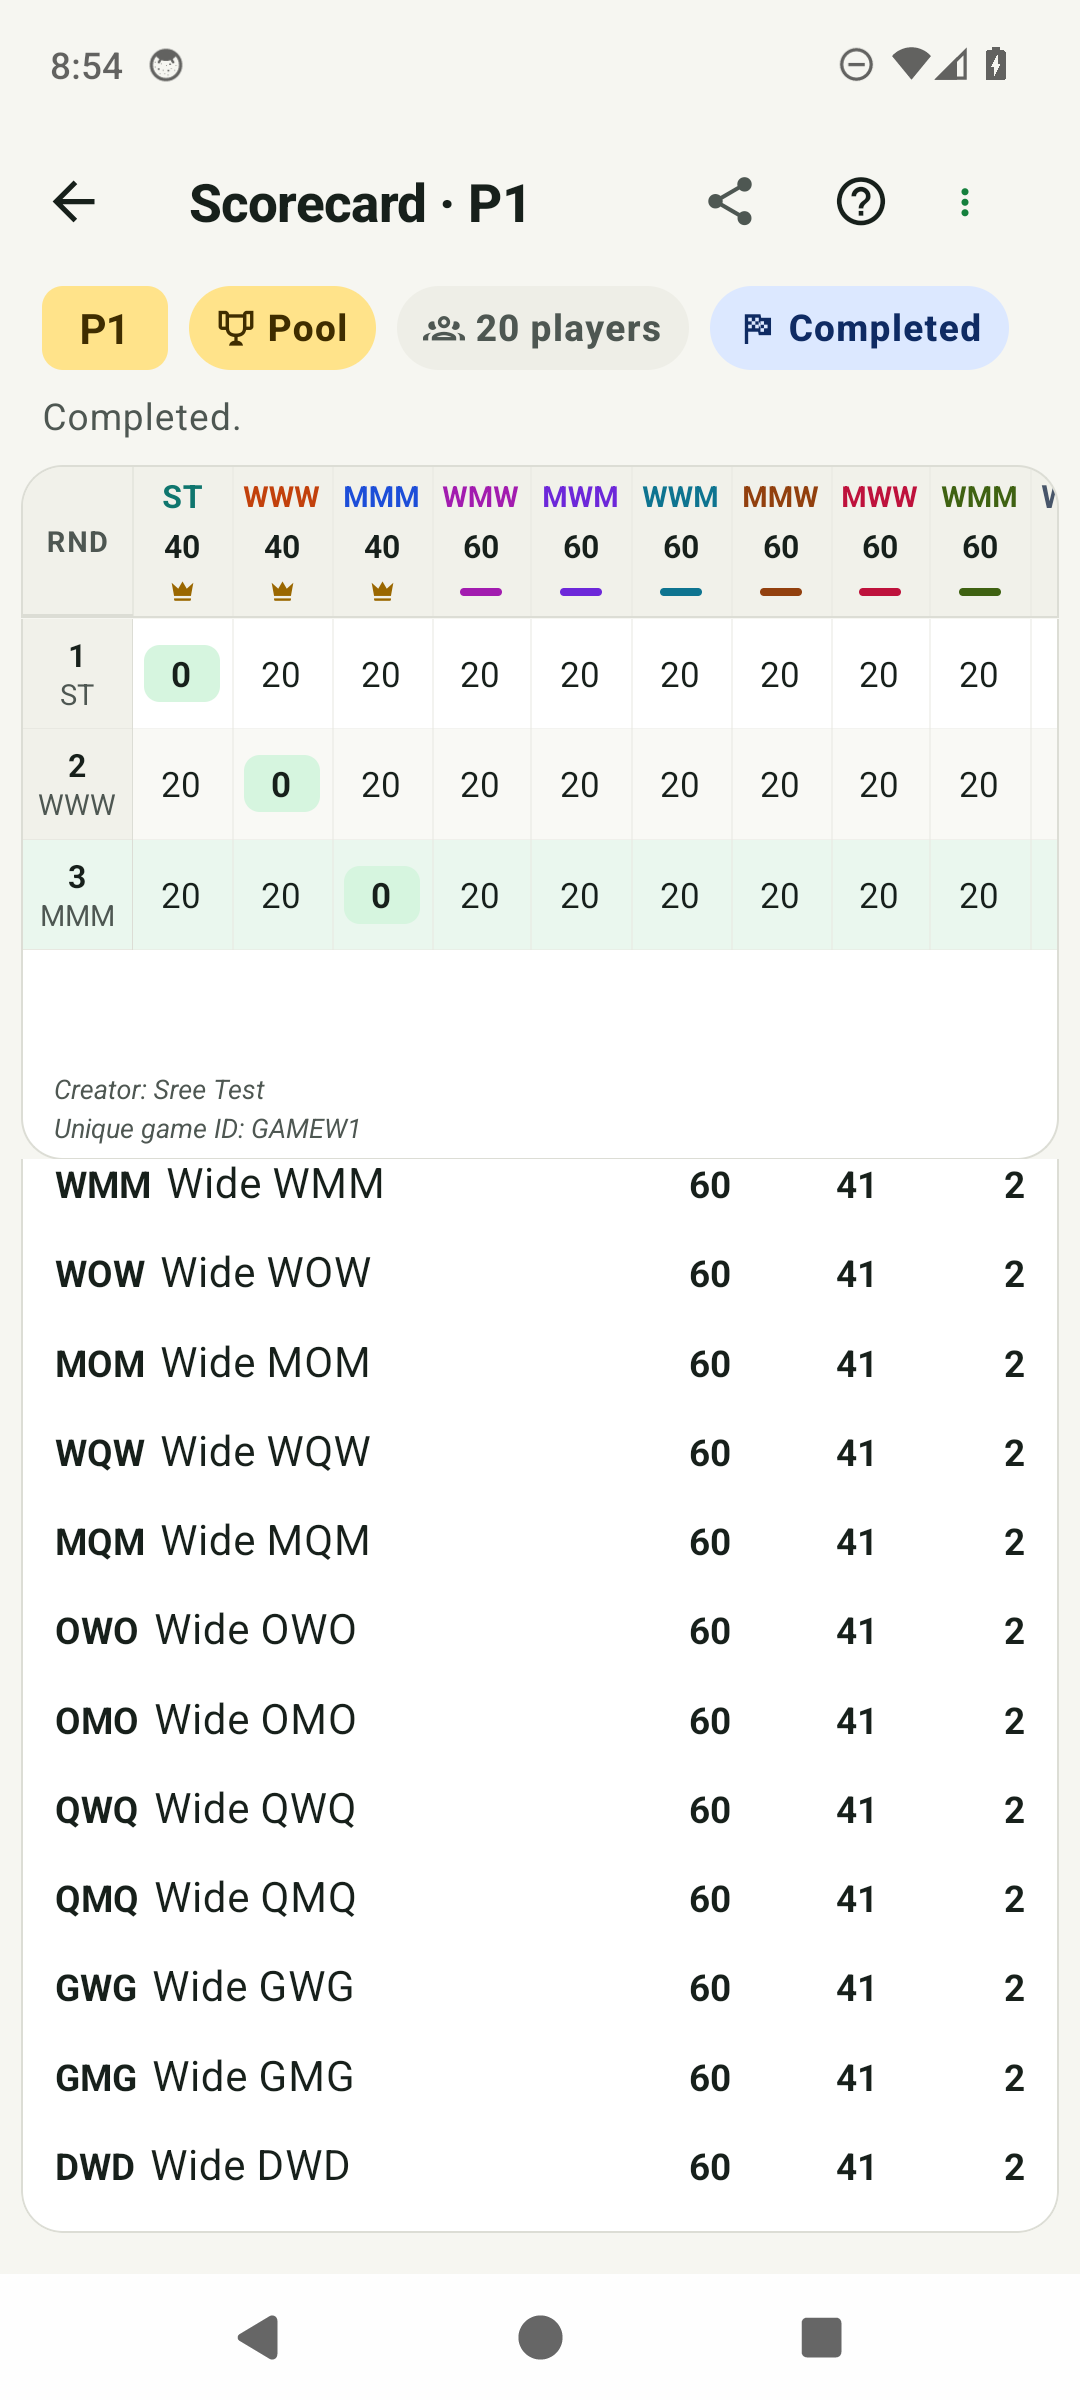 8:54
Scorecard · P1
P1 Pool 20 players Completed
Completed.
RND ST WWW MMM WMW MWM WWM MMW MWW WMM
40 40 40 60 60 60 60 60 60
1 ST 0 20 20 20 20 20 20 20 20
2 WWW 20 0 20 20 20 20 20 20 20
3 MMM 20 20 0 20 20 20 20 20 20
Creator: Sree Test
Unique game ID: GAMEW1
WMM Wide WMM 60 41 2
WOW Wide WOW 60 41 2
MOM Wide MOM 60 41 2
WQW Wide WQW 60 41 2
MQM Wide MQM 60 41 2
OWO Wide OWO 60 41 2
OMO Wide OMO 60 41 2
QWQ Wide QWQ 60 41 2
QMQ Wide QMQ 60 41 2
GWG Wide GWG 60 41 2
GMG Wide GMG 60 41 2
DWD Wide DWD 60 41 2